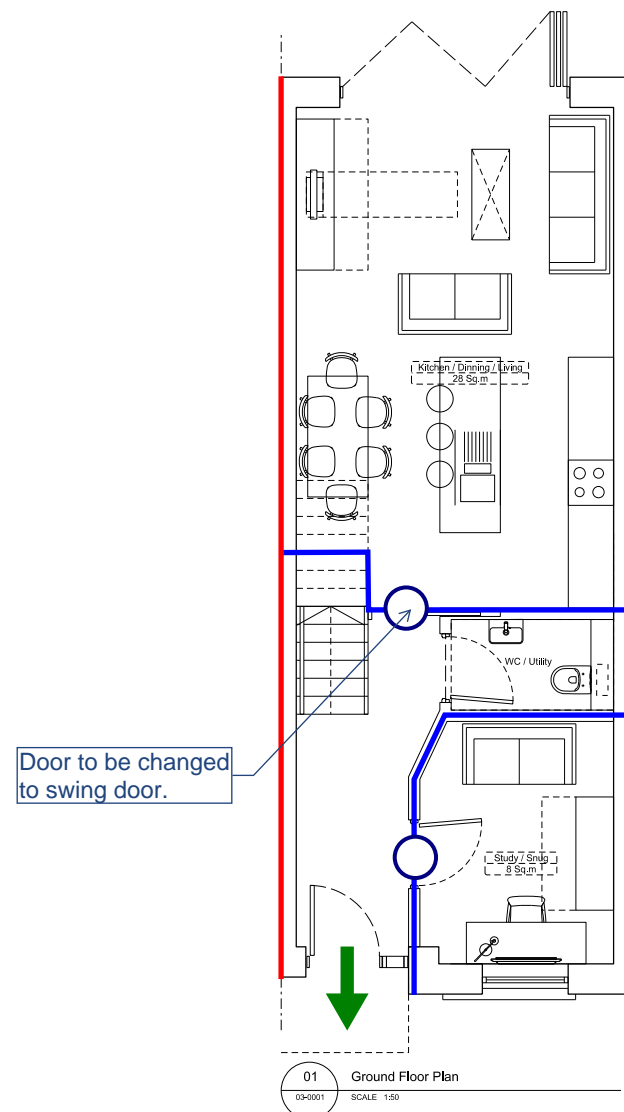 Kitchen / Dinning / Living
28 Sq.m
WC / Utility
Door to be changed
to swing door.
Study / Snug
8 Sq.m
01
Ground Floor Plan
03-0001
SCALE 1:50